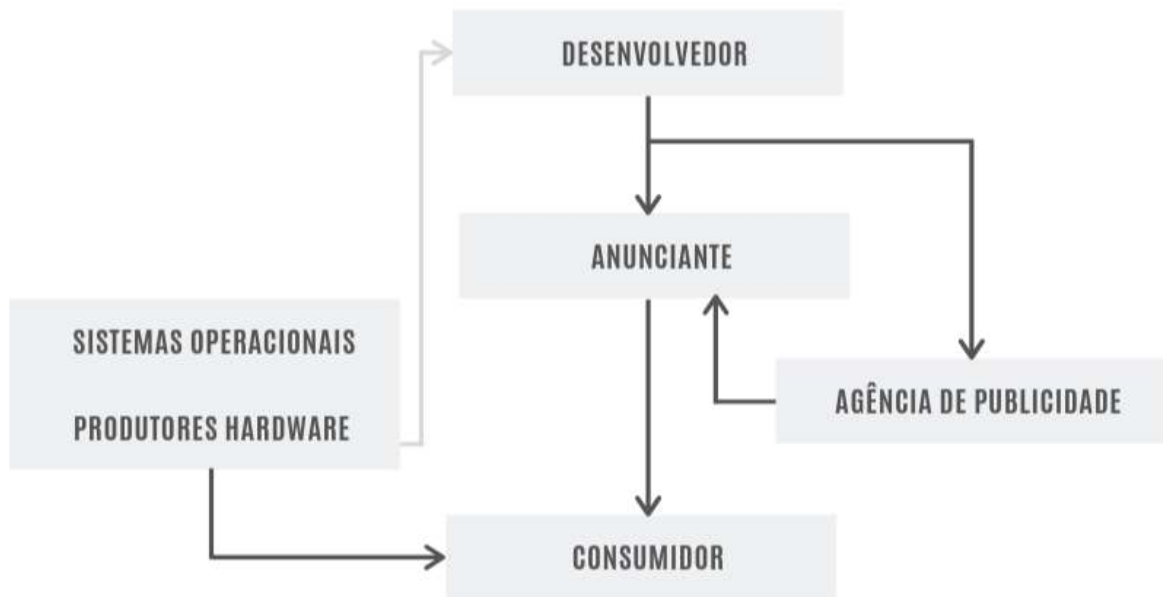 DESENVOLVEDOR
ANUNCIANTE
SISTEMAS OPERACIONAIS
PRODUTORES HARDWARE
AGÊNCIA DE PUBLICIDADE
CONSUMIDOR